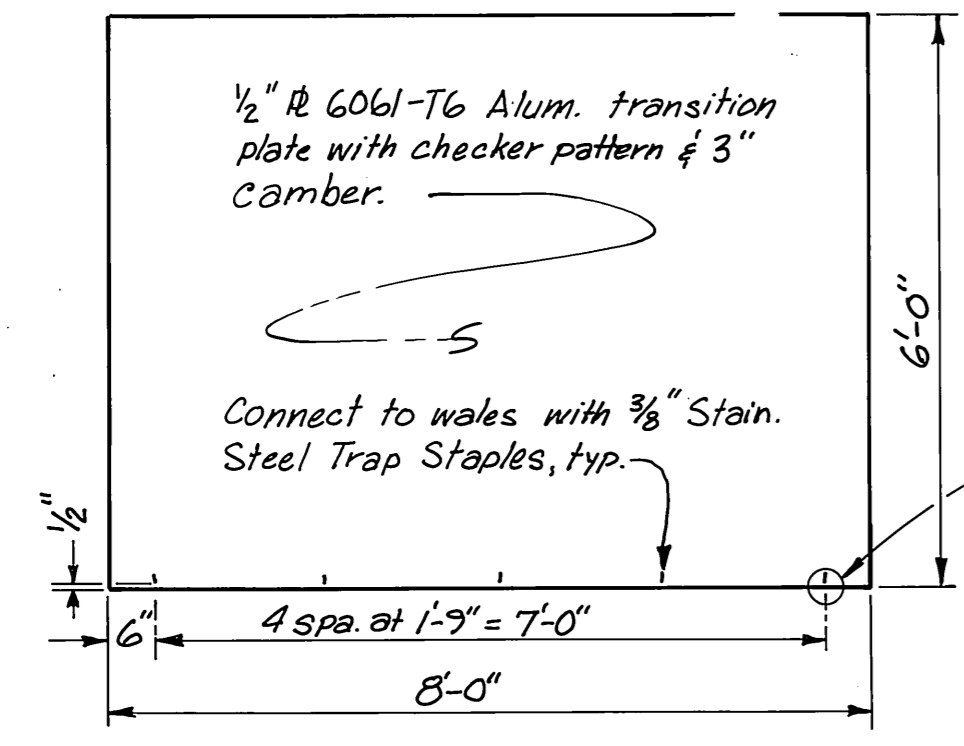 ½" ⅊ 6061-T6 Alum. transition
plate with checker pattern & 3"
camber.
6'-0"
Connect to wales with ⅜" Stain.
Steel Trap Staples, typ.
½"
6"
4 spa. at 1'-9" = 7'-0"
8'-0"